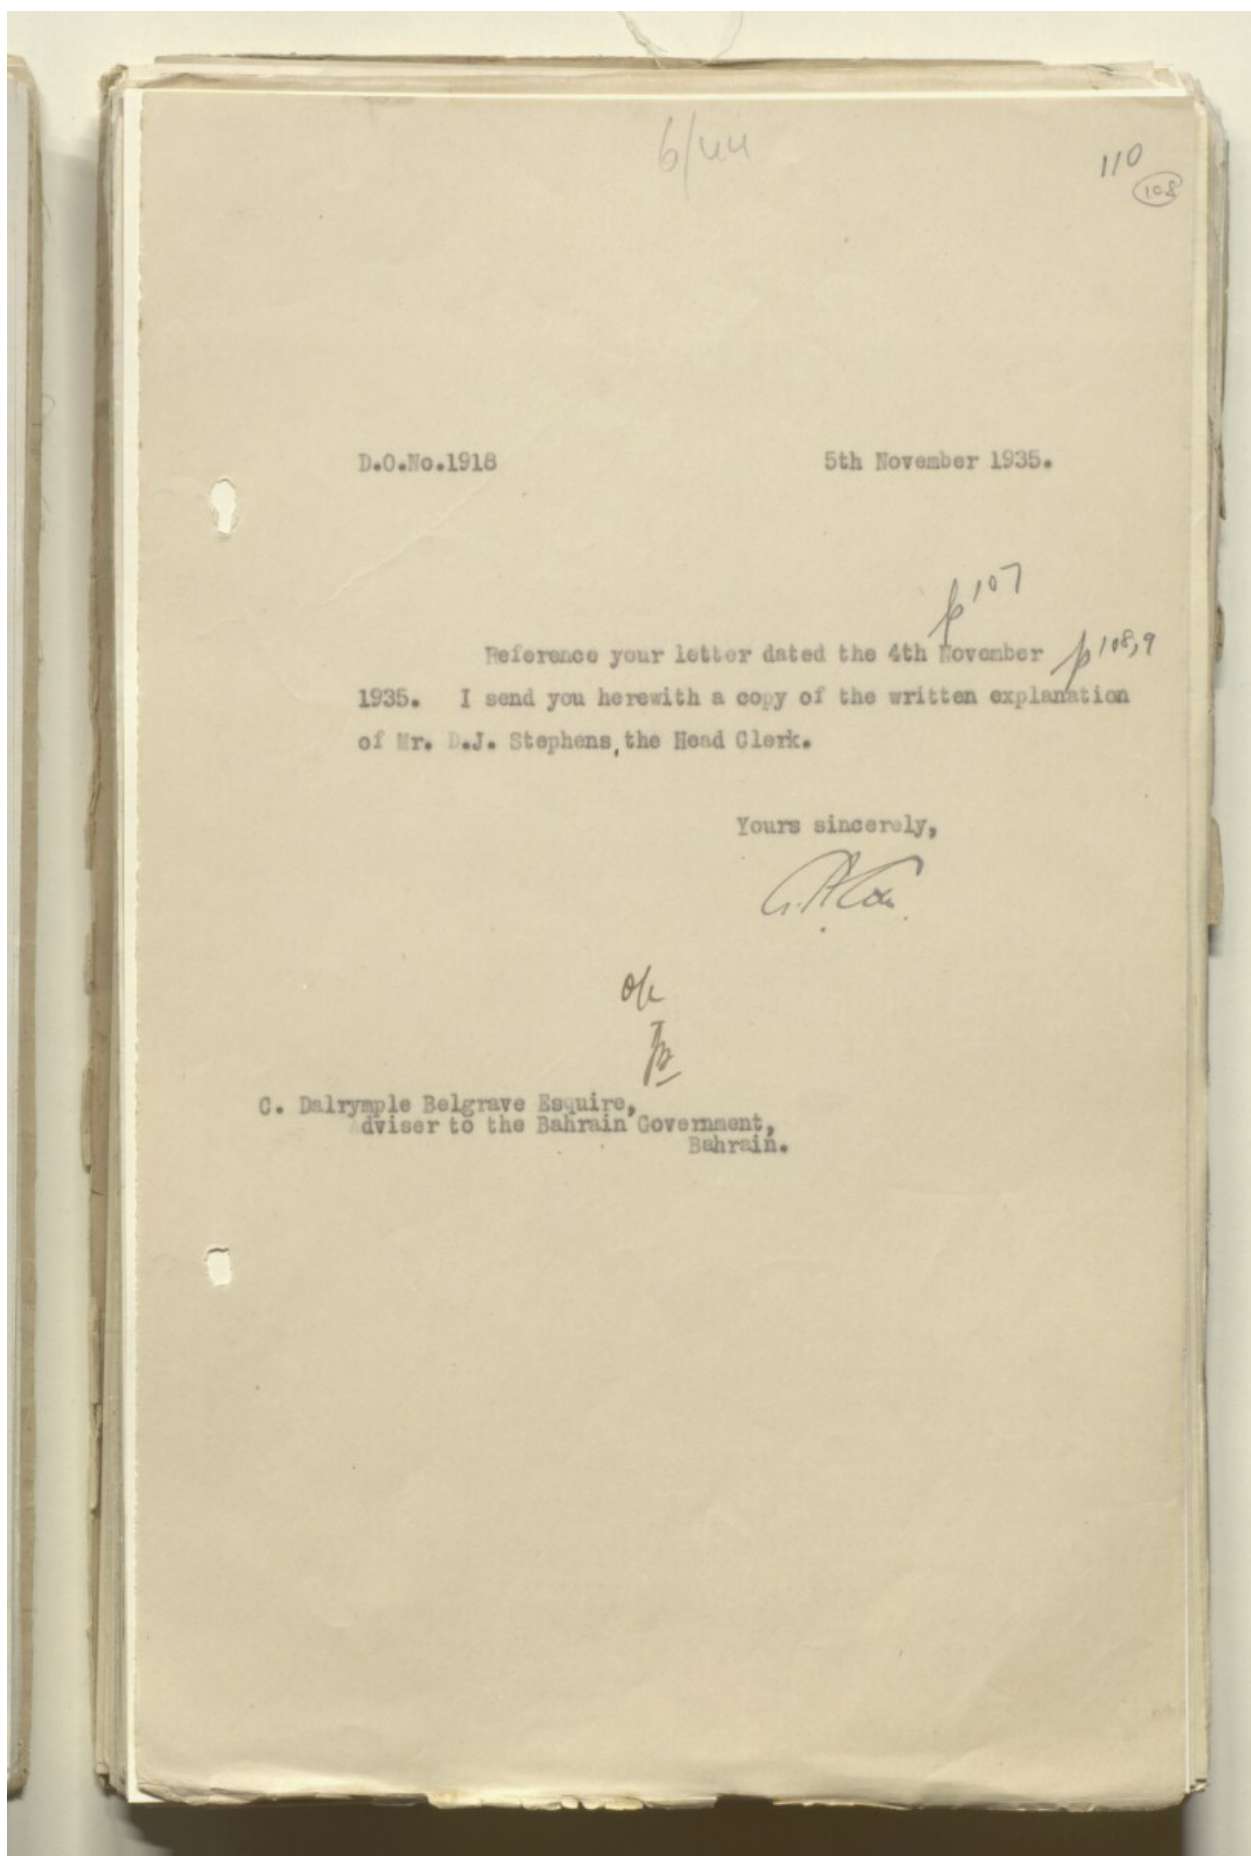 6/44
110
108
D.O.No.1918 5th November 1935.
p 107
Reference your letter dated the 4th November p 108,9
1935. I send you herewith a copy of the written explanation
of Mr. D.J. Stephens, the Head Clerk.
Yours sincerely,
C. Dalrymple Belgrave Esquire,
Adviser to the Bahrain Government,
Bahrain.